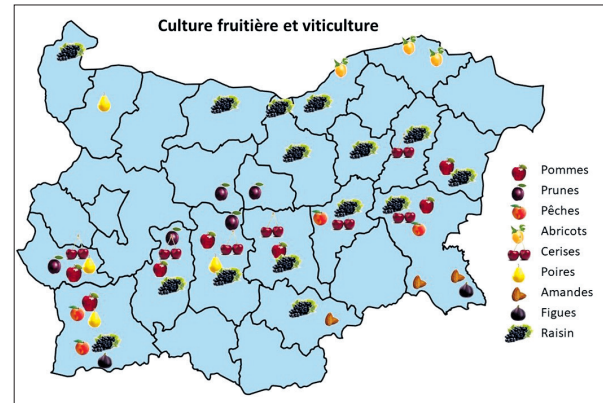 Culture fruitière et viticulture
Pommes
Prunes
Pêches
Abricots
Cerises
Poires
Amandes
Figues
Raisin